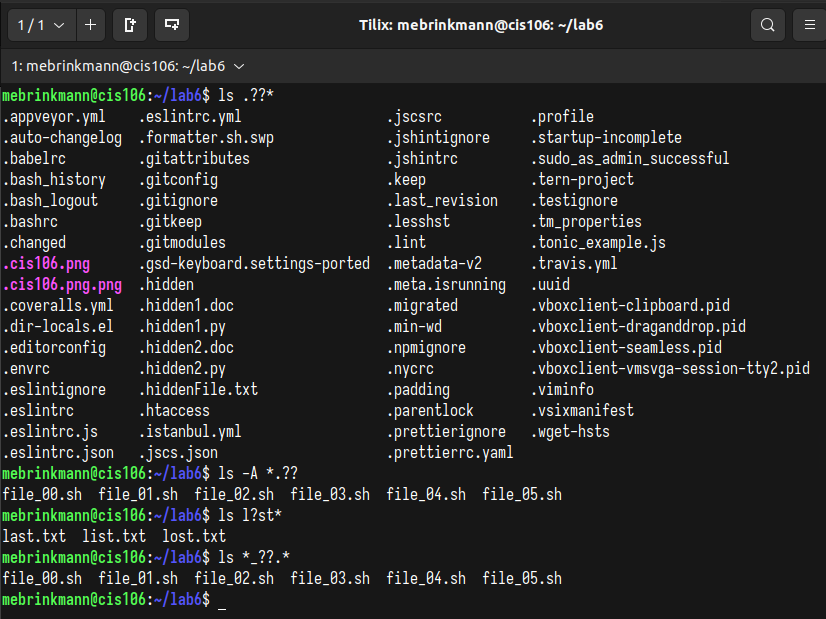 1 / 1
Tilix: mebrinkmann@cis106: ~/lab6
1: mebrinkmann@cis106: ~/lab6
mebrinkmann@cis106:~/lab6$ ls .??*
.appveyor.yml .eslintrc.yml .jscsrc .profile
.auto-changelog .formatter.sh.swp .jshintignore .startup-incomplete
.babelrc .gitattributes .jshintrc .sudo_as_admin_successful
.bash_history .gitconfig .keep .tern-project
.bash_logout .gitignore .last_revision .testignore
.bashrc .gitkeep .lesshst .tm_properties
.changed .gitmodules .lint .tonic_example.js
.cis106.png .gsd-keyboard.settings-ported .metadata-v2 .travis.yml
.cis106.png.png .hidden .meta.isrunning .uuid
.coveralls.yml .hidden1.doc .migrated .vboxclient-clipboard.pid
.dir-locals.el .hidden1.py .min-wd .vboxclient-draganddrop.pid
.editorconfig .hidden2.doc .npmignore .vboxclient-seamless.pid
.envrc .hidden2.py .nycrc .vboxclient-vmsvga-session-tty2.pid
.eslintignore .hiddenFile.txt .padding .viminfo
.eslintrc .htaccess .parentlock .vsixmanifest
.eslintrc.js .istanbul.yml .prettierignore .wget-hsts
.eslintrc.json .jscs.json .prettierrc.yaml
mebrinkmann@cis106:~/lab6$ ls -A *.??
file_00.sh file_01.sh file_02.sh file_03.sh file_04.sh file_05.sh
mebrinkmann@cis106:~/lab6$ ls l?st*
last.txt list.txt lost.txt
mebrinkmann@cis106:~/lab6$ ls *_??.*
file_00.sh file_01.sh file_02.sh file_03.sh file_04.sh file_05.sh
mebrinkmann@cis106:~/lab6$ _